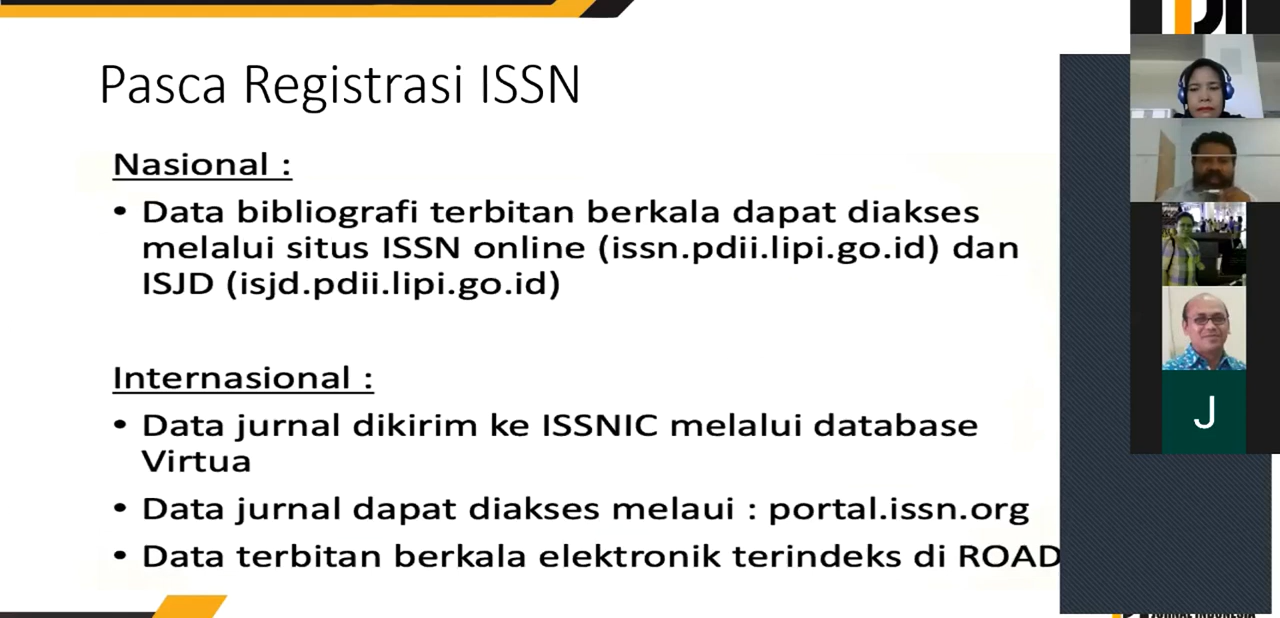 Pasca Registrasi ISSN
Nasional :
• Data bibliografi terbitan berkala dapat diakses
melalui situs ISSN online (issn.pdii.lipi.go.id) dan
ISJD (isjd.pdii.lipi.go.id)
Internasional :
• Data jurnal dikirim ke ISSNIC melalui database
Virtua
• Data jurnal dapat diakses melaui : portal.issn.org
• Data terbitan berkala elektronik terindeks di ROAD
J
JURNAL INDONESIA